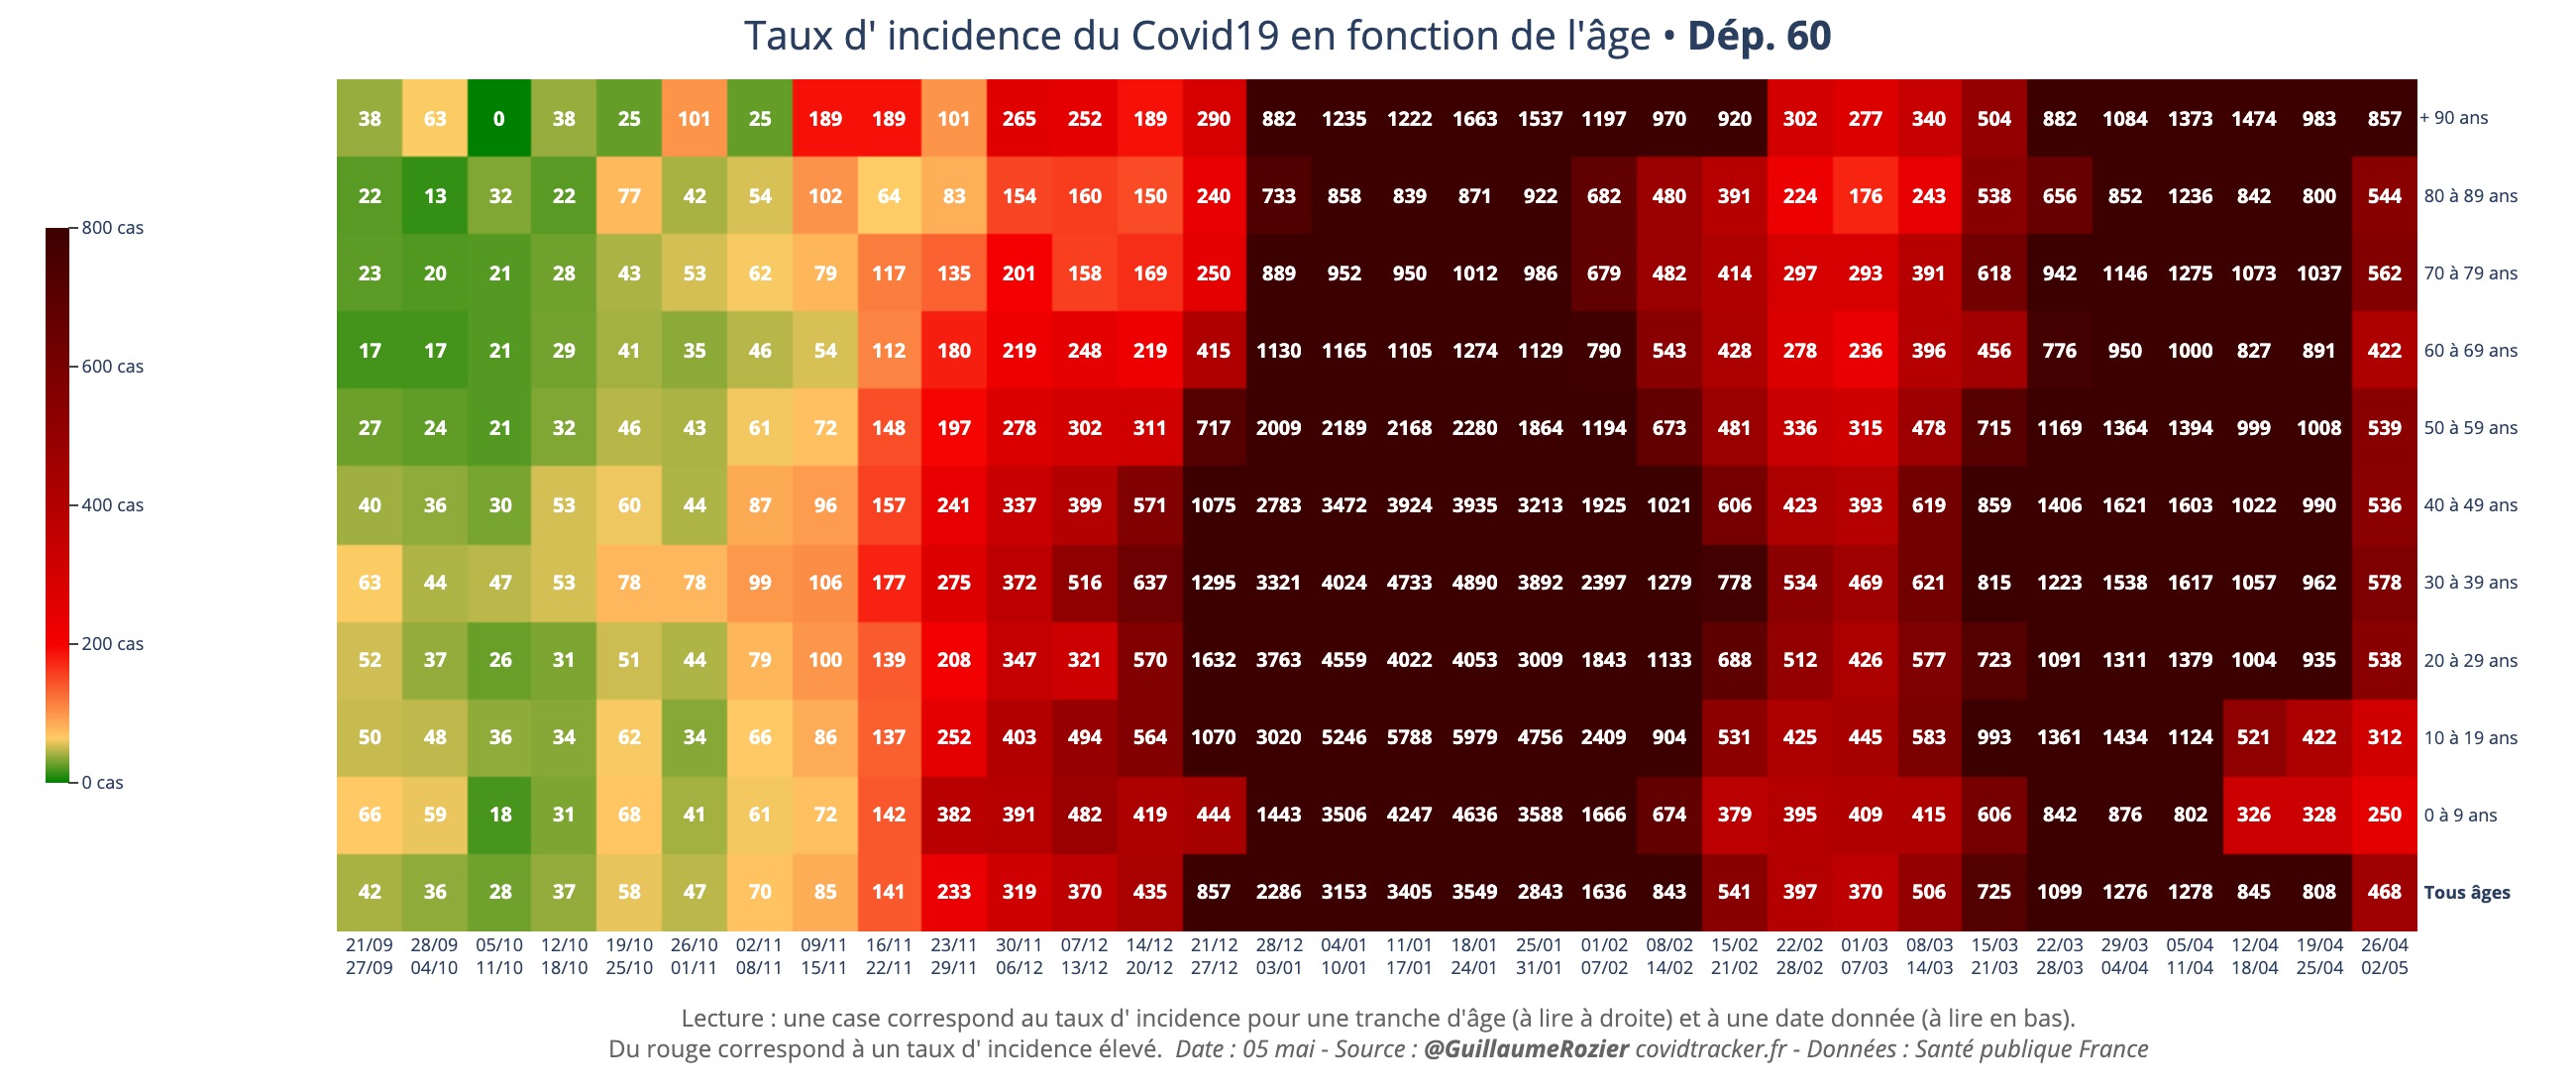 Taux d' incidence du Covid19 en fonction de l'âge • Dép. 60
800 cas
600 cas
400 cas
200 cas
0 cas
38 63 0 38 25 101 25 189 189 101 265 252 189 290 882 1235 1222 1663 1537 1197 970 920 302 277 340 504 882 1084 1373 1474 983 857 + 90 ans
22 13 32 22 77 42 54 102 64 83 154 160 150 240 733 858 839 871 922 682 480 391 224 176 243 538 656 852 1236 842 800 544 80 à 89 ans
23 20 21 28 43 53 62 79 117 135 201 158 169 250 889 952 950 1012 986 679 482 414 297 293 391 618 942 1146 1275 1073 1037 562 70 à 79 ans
17 17 21 29 41 35 46 54 112 180 219 248 219 415 1130 1165 1105 1274 1129 790 543 428 278 236 396 456 776 950 1000 827 891 422 60 à 69 ans
27 24 21 32 46 43 61 72 148 197 278 302 311 717 2009 2189 2168 2280 1864 1194 673 481 336 315 478 715 1169 1364 1394 999 1008 539 50 à 59 ans
40 36 30 53 60 44 87 96 157 241 337 399 571 1075 2783 3472 3924 3935 3213 1925 1021 606 423 393 619 859 1406 1621 1603 1022 990 536 40 à 49 ans
63 44 47 53 78 78 99 106 177 275 372 516 637 1295 3321 4024 4733 4890 3892 2397 1279 778 534 469 621 815 1223 1538 1617 1057 962 578 30 à 39 ans
52 37 26 31 51 44 79 100 139 208 347 321 570 1632 3763 4559 4022 4053 3009 1843 1133 688 512 426 577 723 1091 1311 1379 1004 935 538 20 à 29 ans
50 48 36 34 62 34 66 86 137 252 403 494 564 1070 3020 5246 5788 5979 4756 2409 904 531 425 445 583 993 1361 1434 1124 521 422 312 10 à 19 ans
66 59 18 31 68 41 61 72 142 382 391 482 419 444 1443 3506 4247 4636 3588 1666 674 379 395 409 415 606 842 876 802 326 328 250 0 à 9 ans
42 36 28 37 58 47 70 85 141 233 319 370 435 857 2286 3153 3405 3549 2843 1636 843 541 397 370 506 725 1099 1276 1278 845 808 468 Tous âges
21/09 28/09 05/10 12/10 19/10 26/10 02/11 09/11 16/11 23/11 30/11 07/12 14/12 21/12 28/12 04/01 11/01 18/01 25/01 01/02 08/02 15/02 22/02 01/03 08/03 15/03 22/03 29/03 05/04 12/04 19/04 26/04
27/09 04/10 11/10 18/10 25/10 01/11 08/11 15/11 22/11 29/11 06/12 13/12 20/12 27/12 03/01 10/01 17/01 24/01 31/01 07/02 14/02 21/02 28/02 07/03 14/03 21/03 28/03 04/04 11/04 18/04 25/04 02/05
Lecture : une case correspond au taux d' incidence pour une tranche d'âge (à lire à droite) et à une date donnée (à lire en bas).
Du rouge correspond à un taux d' incidence élevé. Date : 05 mai - Source : @GuillaumeRozier covidtracker.fr - Données : Santé publique France